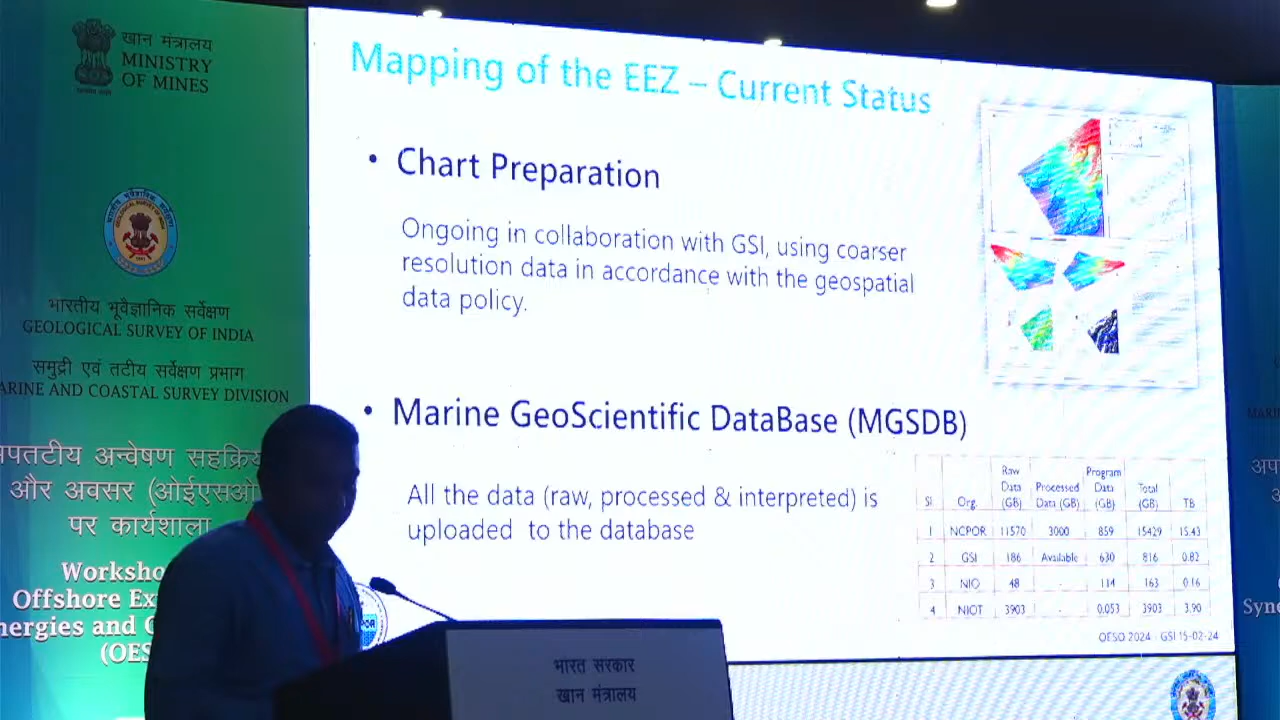 खान मंत्रालय
MINISTRY
OF MINES
भारतीय भूवैज्ञानिक सर्वेक्षण
GEOLOGICAL SURVEY OF INDIA
समुद्री एवं तटीय सर्वेक्षण प्रभाग
ARINE AND COASTAL SURVEY DIVISION
अपतटीय अन्वेषण सहक्रिय
और अवसर (ओईएसओ
पर कार्यशाला
Worksho
Offshore Ex
nergies and O
(OES
Mapping of the EEZ – Current Status
• Chart Preparation
Ongoing in collaboration with GSI, using coarser
resolution data in accordance with the geospatial
data policy.
• Marine GeoScientific DataBase (MGSDB)
All the data (raw, processed & interpreted) is
uploaded to the database
Sl Org. Raw Data (GB) Processed Data (GB) Program Data (GB) Total (GB) TB
1 NCPOR 11570 3000 859 15429 15.43
2 GSI 186 Available 630 816 0.82
3 NIO 48 - 114 163 0.16
4 NIOT 3903 - 0.053 3903 3.90
OESO 2024 - GSI 15-02-24
भारत सरकार
खान मंत्रालय
MARIN
अप
Syne